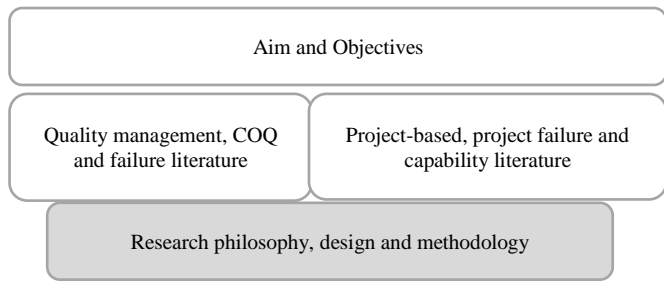 Aim and Objectives
Quality management, COQ
and failure literature
Project-based, project failure and
capability literature
Research philosophy, design and methodology